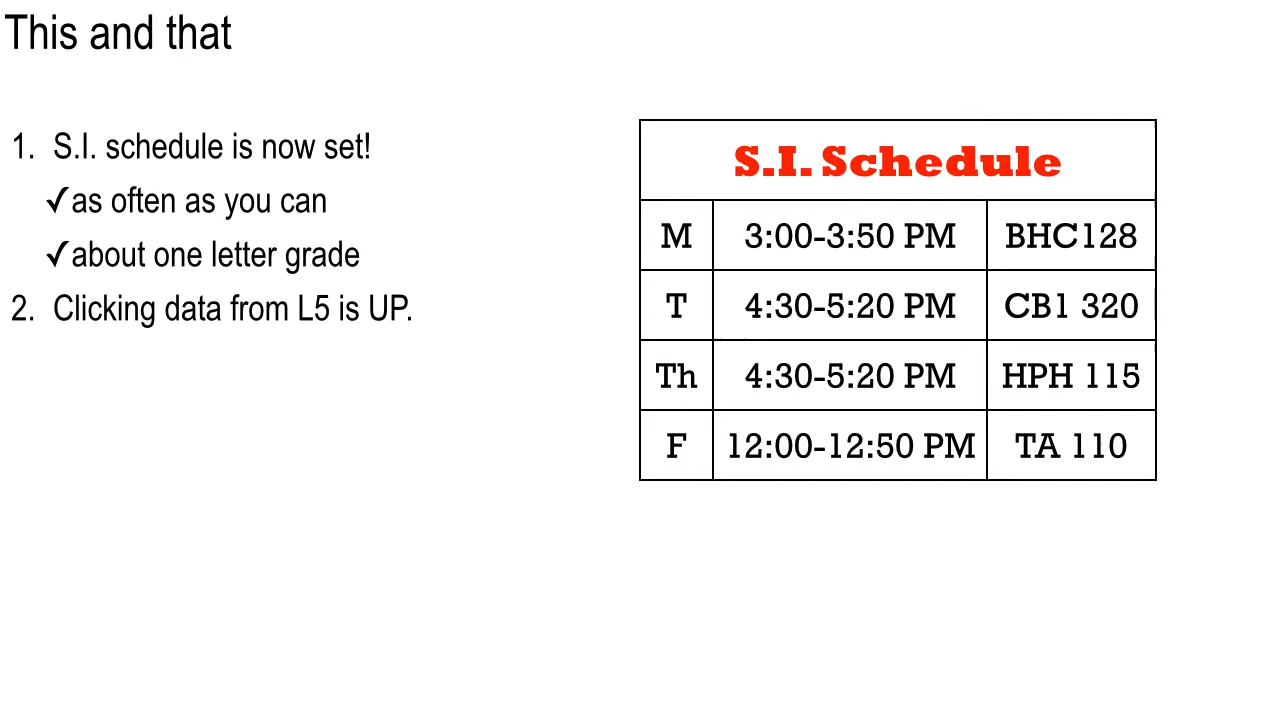 This and that
1. S.I. schedule is now set!
✓as often as you can
✓about one letter grade
2. Clicking data from L5 is UP.
S.I. Schedule
M 3:00-3:50 PM BHC128
T 4:30-5:20 PM CB1 320
Th 4:30-5:20 PM HPH 115
F 12:00-12:50 PM TA 110